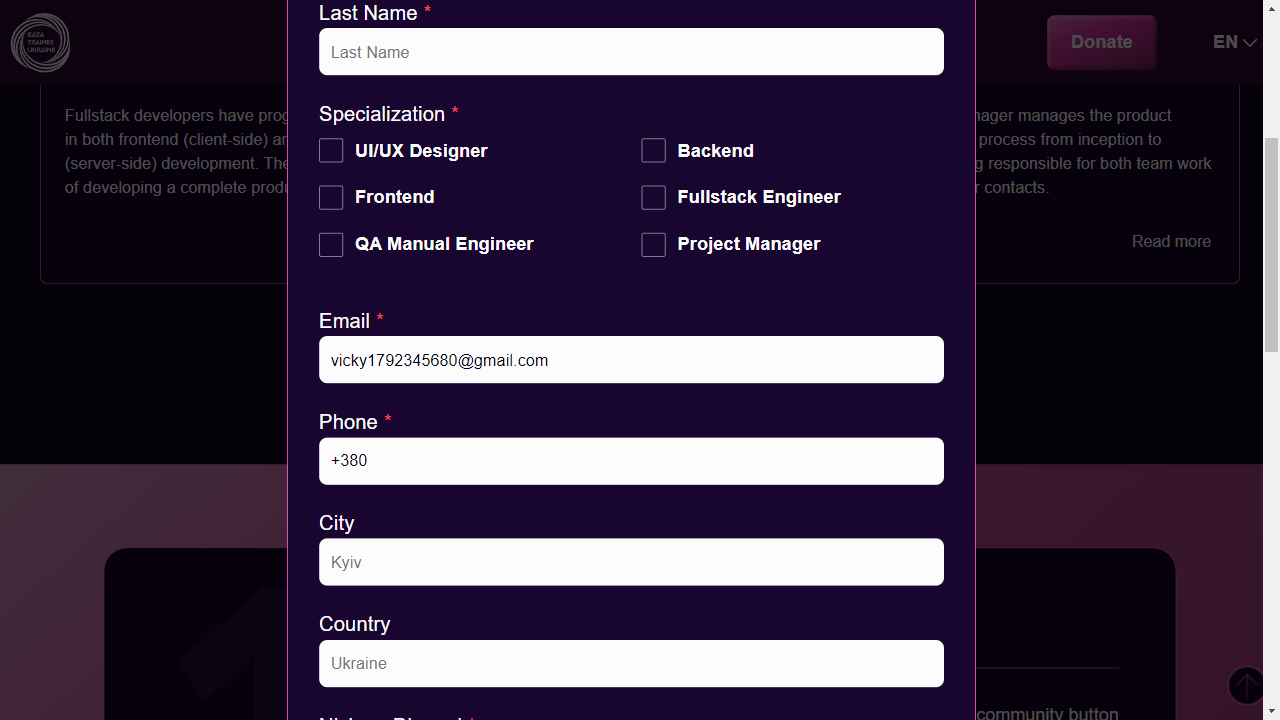 Last Name *
Last Name
BAZA
TRAINEE
UKRAINE
Donate
EN
Specialization *
UI/UX Designer
Backend
Frontend
Fullstack Engineer
QA Manual Engineer
Project Manager
Fullstack developers have prog
in both frontend (client-side) an
(server-side) development. The
of developing a complete produ
nager manages the product
process from inception to
g responsible for both team work
r contacts.
Read more
Email *
vicky1792345680@gmail.com
Phone *
+380
City
Kyiv
Country
Ukraine
1
community button